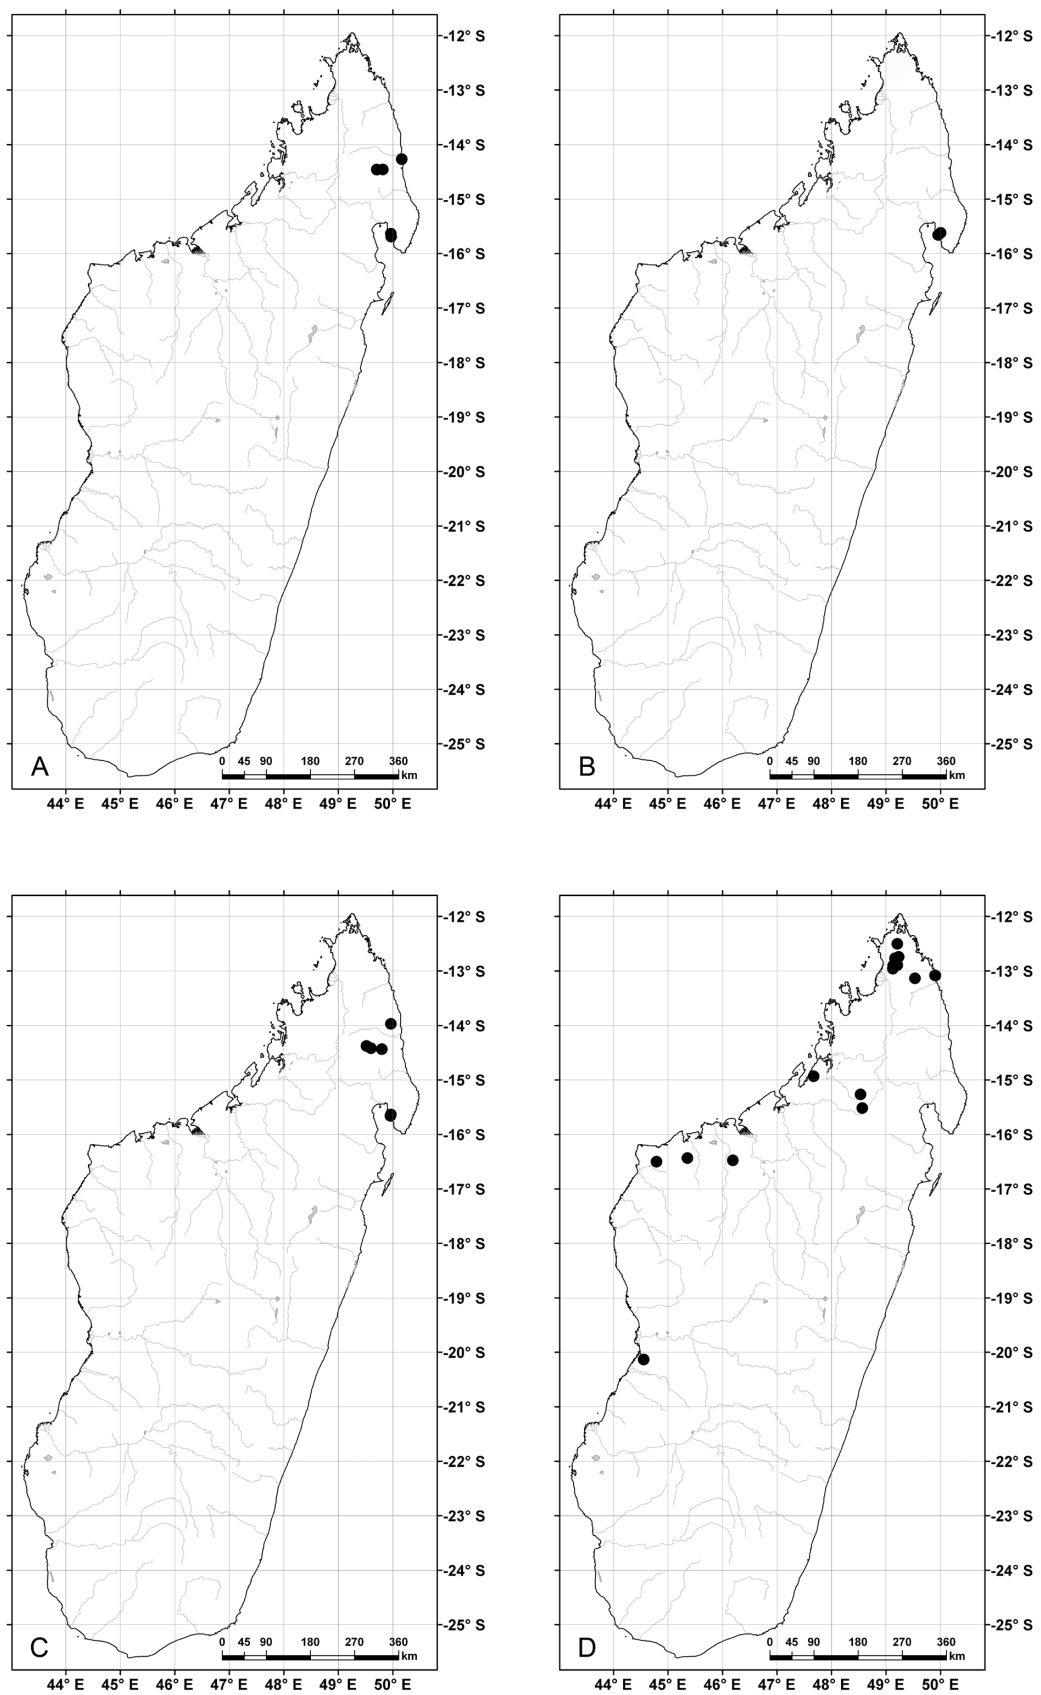 -12° S -12° S
-13° S -13° S
-14° S -14° S
-15° S -15° S
-16° S -16° S
-17° S -17° S
-18° S -18° S
-19° S -19° S
-20° S -20° S
-21° S -21° S
-22° S -22° S
-23° S -23° S
-24° S -24° S
-25° S -25° S
A 0 45 90 180 270 360 km B 0 45 90 180 270 360 km
44° E 45° E 46° E 47° E 48° E 49° E 50° E 44° E 45° E 46° E 47° E 48° E 49° E 50° E
-12° S -12° S
-13° S -13° S
-14° S -14° S
-15° S -15° S
-16° S -16° S
-17° S -17° S
-18° S -18° S
-19° S -19° S
-20° S -20° S
-21° S -21° S
-22° S -22° S
-23° S -23° S
-24° S -24° S
-25° S -25° S
C 0 45 90 180 270 360 km D 0 45 90 180 270 360 km
44° E 45° E 46° E 47° E 48° E 49° E 50° E 44° E 45° E 46° E 47° E 48° E 49° E 50° E